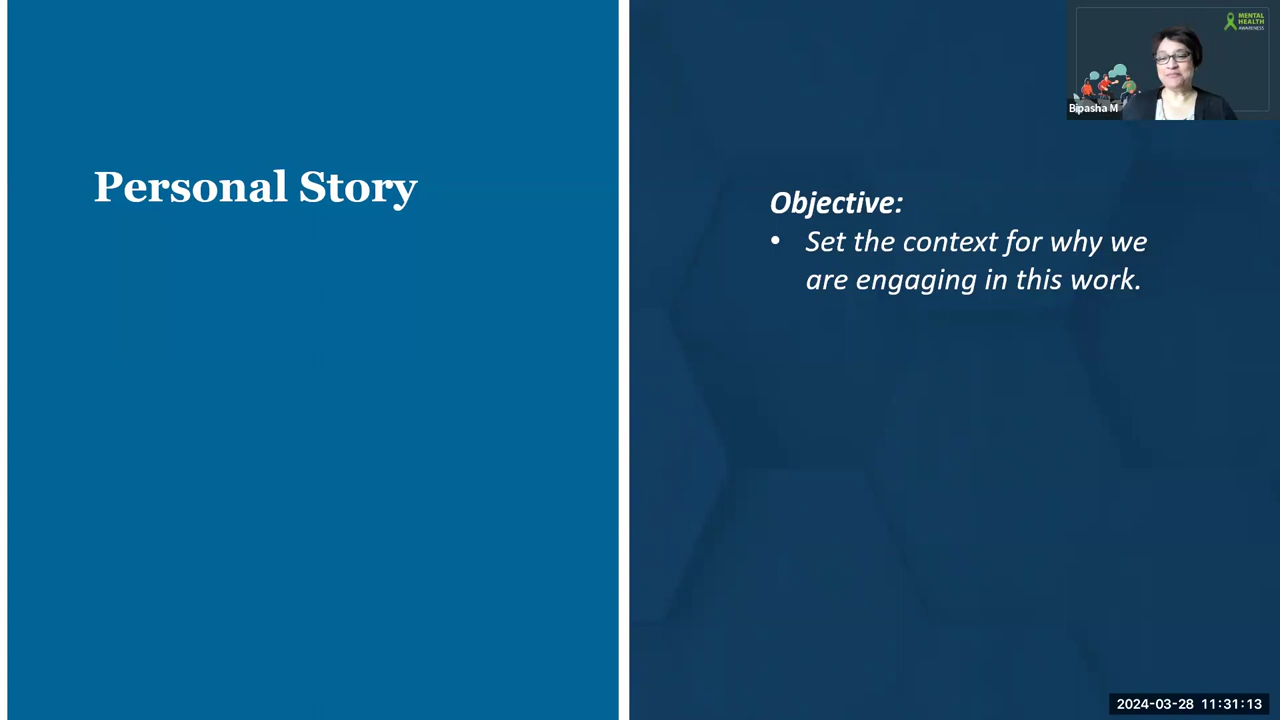 Personal Story
Objective:
• Set the context for why we
are engaging in this work.
MENTAL
HEALTH
AWARENESS
Bipasha M
2024-03-28 11:31:13